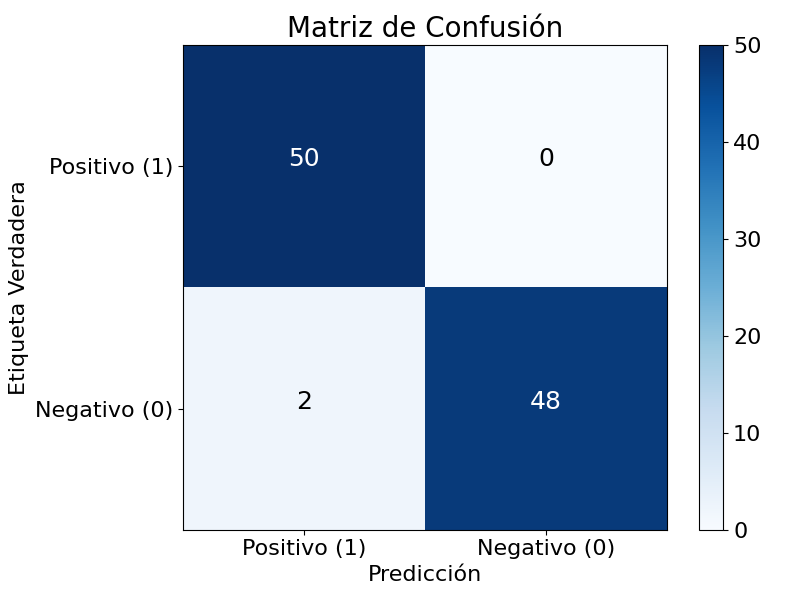 Matriz de Confusión
Etiqueta Verdadera
Positivo (1)
50
0
Negativo (0)
2
48
Positivo (1)
Negativo (0)
Predicción
50
40
30
20
10
0